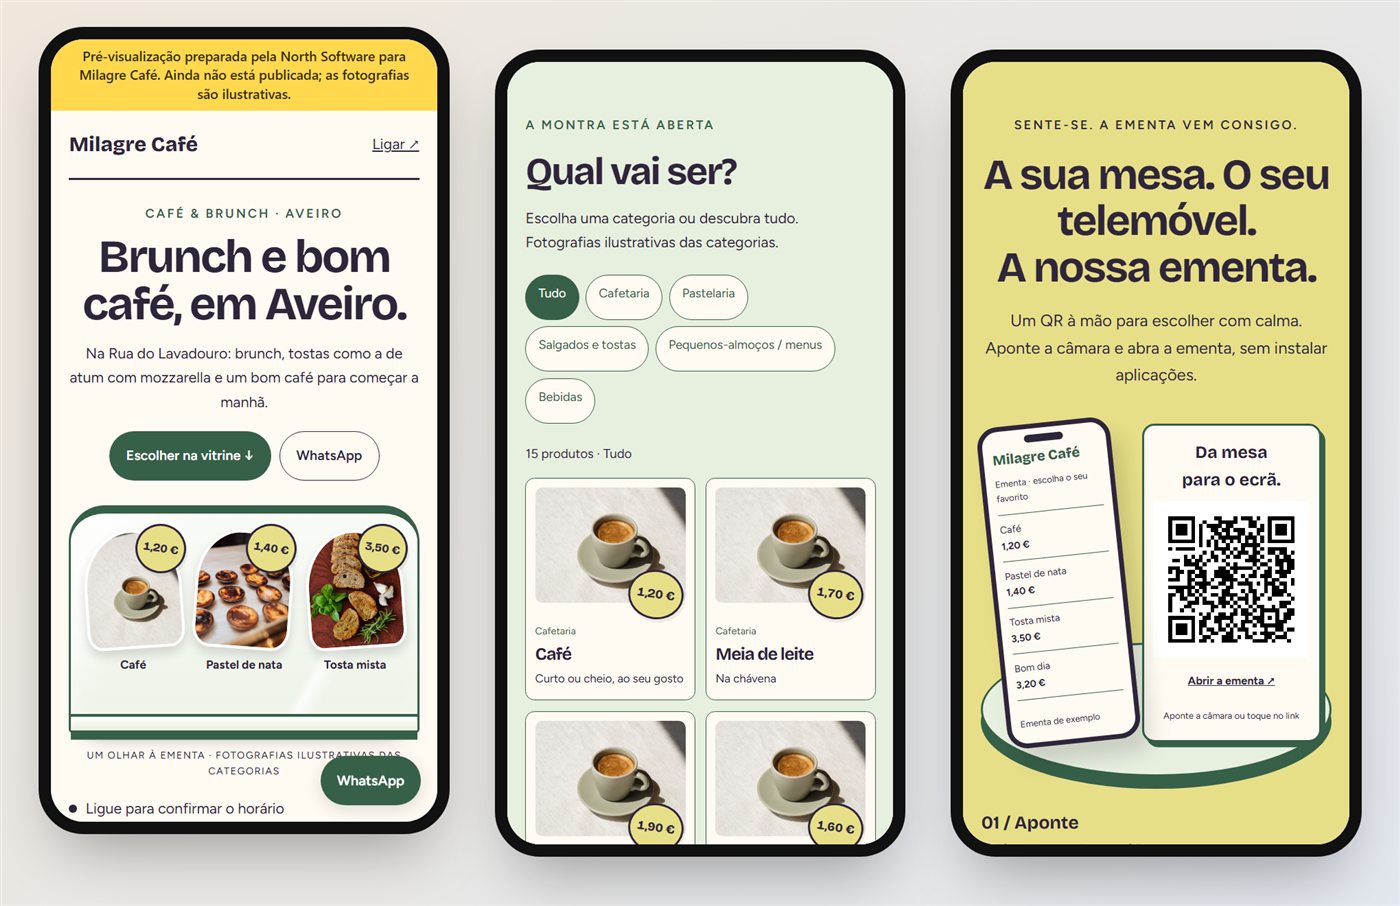 Pré-visualização preparada pela North Software para
Milagre Café. Ainda não está publicada; as fotografias
são ilustrativas.
Milagre Café
Ligar ↗
CAFÉ & BRUNCH · AVEIRO
Brunch e bom
café, em Aveiro.
Na Rua do Lavadouro: brunch, tostas como a de
atum com mozzarella e um bom café para começar a
manhã.
Escolher na vitrine ↓
WhatsApp
1,20 €
1,40 €
3,50 €
Café
Pastel de nata
Tosta mista
UM OLHAR À EMENTA · FOTOGRAFIAS ILUSTRATIVAS DAS
CATEGORIAS
WhatsApp
Ligue para confirmar o horário
A MONTRA ESTÁ ABERTA
Qual vai ser?
Escolha uma categoria ou descubra tudo.
Fotografias ilustrativas das categorias.
Tudo
Cafetaria
Pastelaria
Salgados e tostas
Pequenos-almoços / menus
Bebidas
15 produtos · Tudo
1,20 €
1,70 €
Cafetaria
Café
Curto ou cheio, ao seu gosto
Cafetaria
Meia de leite
Na chávena
1,90 €
1,60 €
SENTE-SE. A EMENTA VEM CONSIGO.
A sua mesa. O seu
telemóvel.
A nossa ementa.
Um QR à mão para escolher com calma.
Aponte a câmara e abra a ementa, sem instalar
aplicações.
Milagre Café
Ementa · escolha o seu
favorito
Café
1,20 €
Pastel de nata
1,40 €
Tosta mista
3,50 €
Bom dia
3,20 €
Ementa de exemplo
Da mesa
para o ecrã.
Abrir a ementa ↗
Aponte a câmara ou toque no link
01 / Aponte